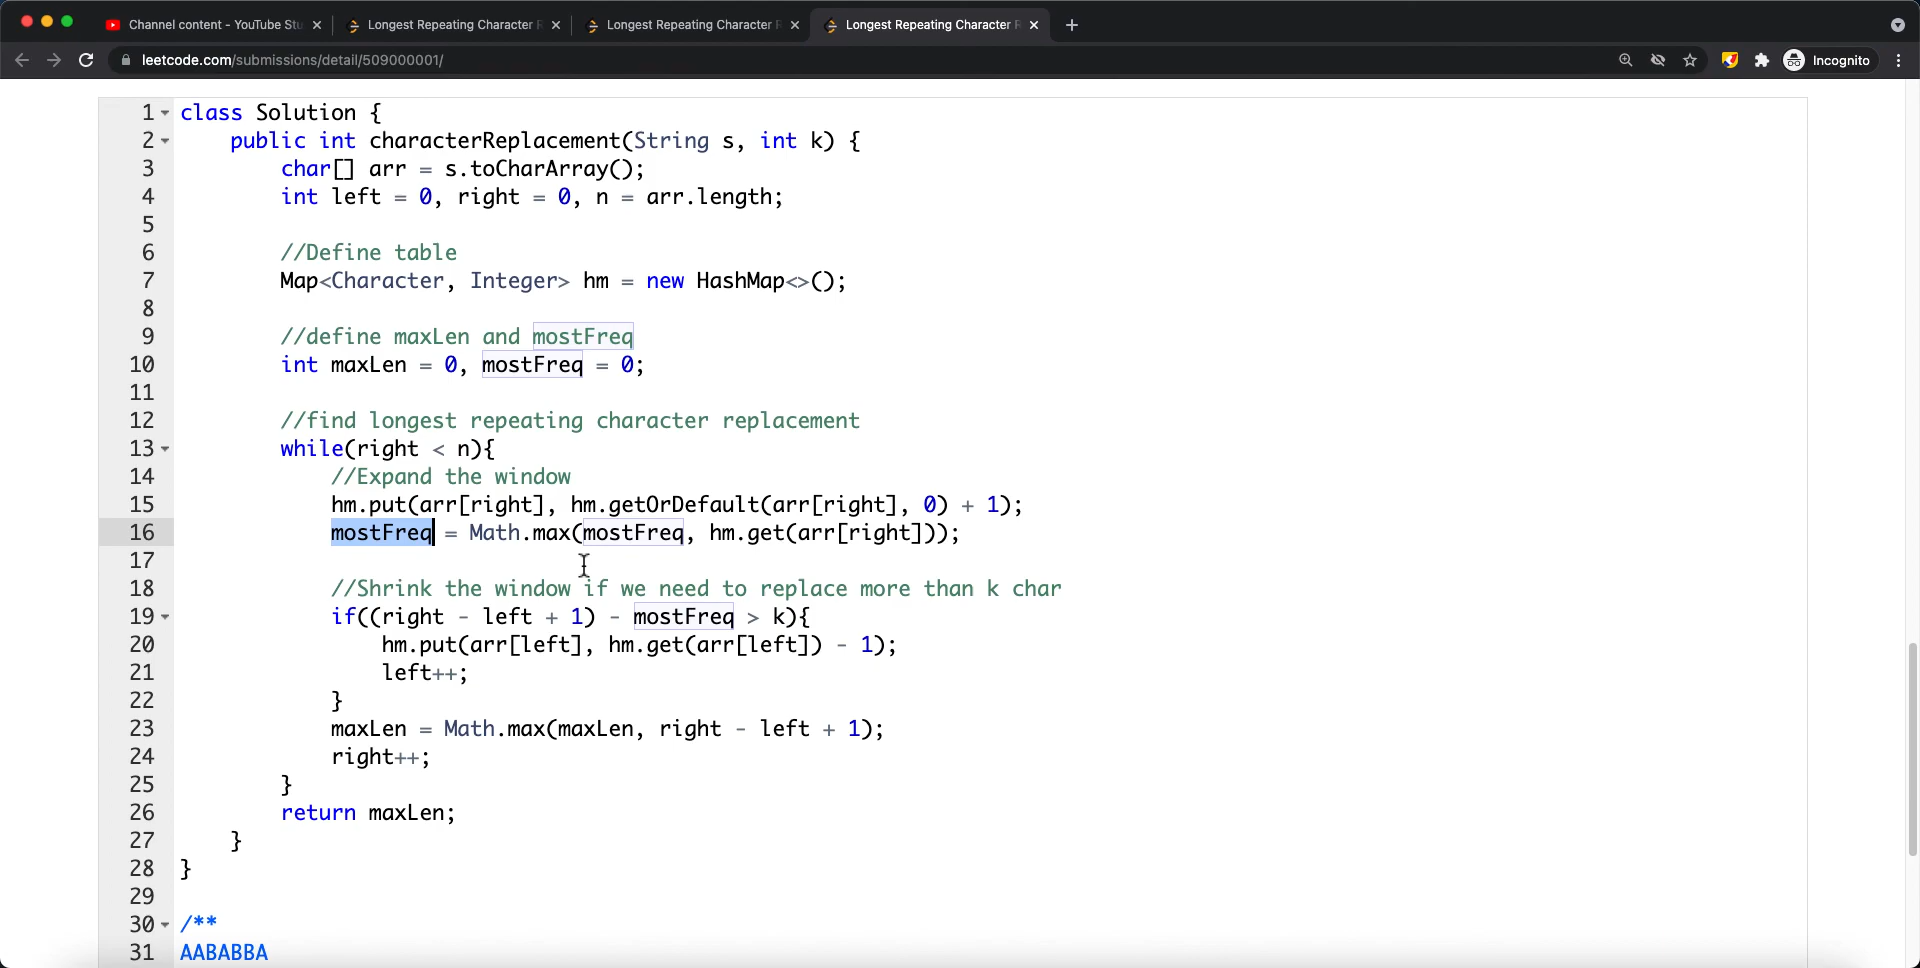 Channel content - YouTube Stu
Longest Repeating Character R
Longest Repeating Character R
Longest Repeating Character R
leetcode.com/submissions/detail/509000001/
Incognito
1 class Solution {
2 public int characterReplacement(String s, int k) {
3 char[] arr = s.toCharArray();
4 int left = 0, right = 0, n = arr.length;
5
6 //Define table
7 Map<Character, Integer> hm = new HashMap<>();
8
9 //define maxLen and mostFreq
10 int maxLen = 0, mostFreq = 0;
11
12 //find longest repeating character replacement
13 while(right < n){
14 //Expand the window
15 hm.put(arr[right], hm.getOrDefault(arr[right], 0) + 1);
16 mostFreq = Math.max(mostFreq, hm.get(arr[right]));
17
18 //Shrink the window if we need to replace more than k char
19 if((right - left + 1) - mostFreq > k){
20 hm.put(arr[left], hm.get(arr[left]) - 1);
21 left++;
22 }
23 maxLen = Math.max(maxLen, right - left + 1);
24 right++;
25 }
26 return maxLen;
27 }
28 }
29
30 /**
31 AABABBA